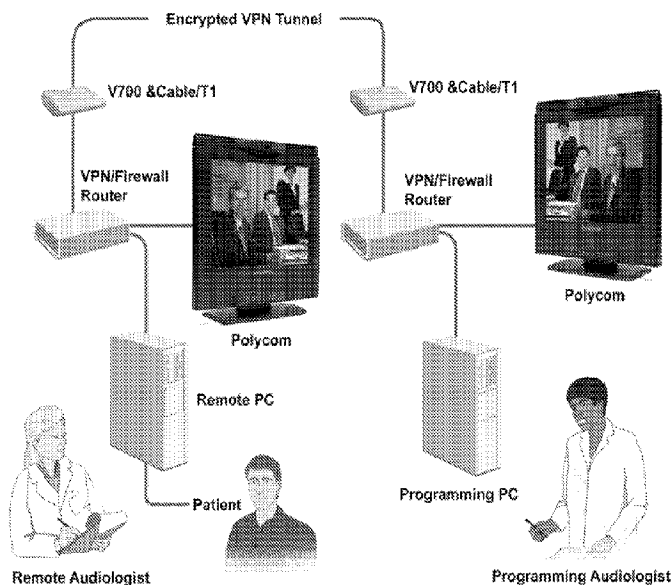 Encrypted VPN Tunnel
V700 &Cable/T1
V700 &Cable/T1
VPN/Firewall
Router
VPN/Firewall
Router
Polycom
Polycom
Remote PC
Patient
Programming PC
Remote Audiologist
Programming Audiologist